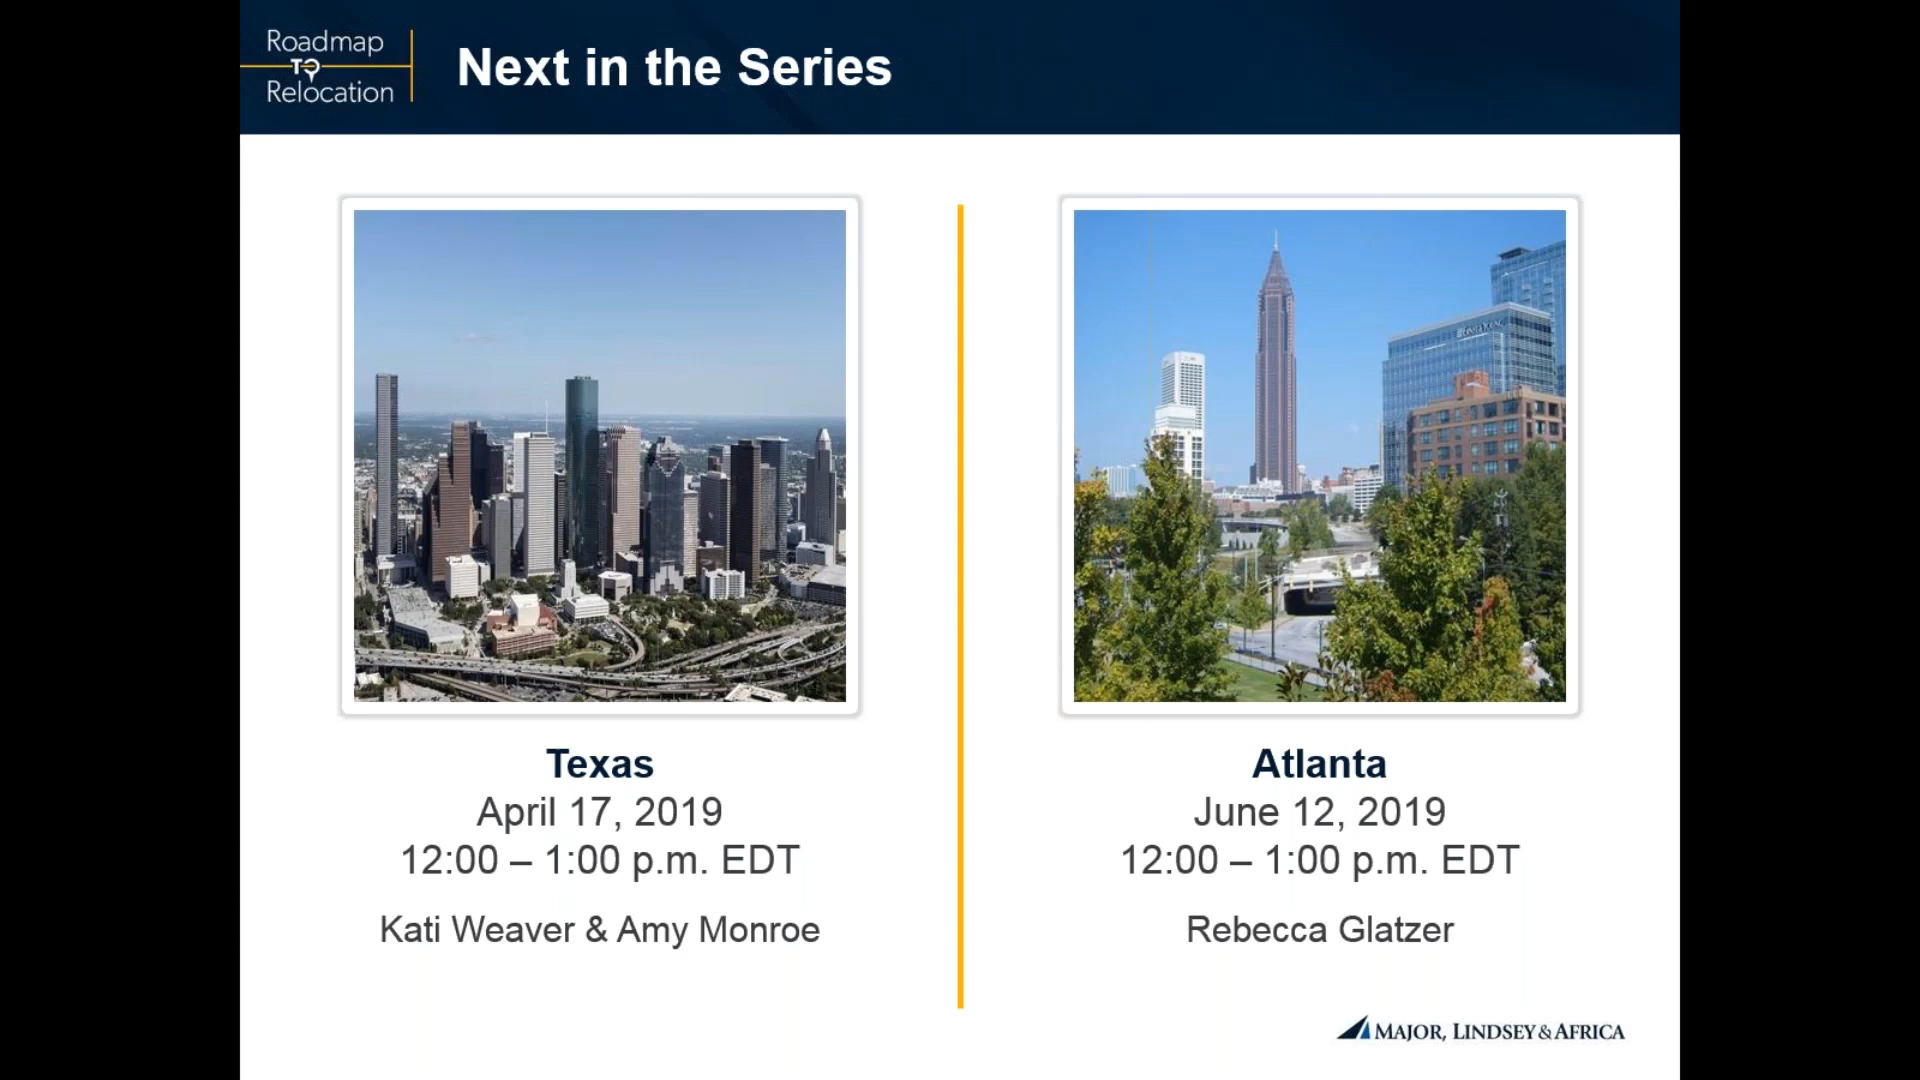 Roadmap
TO
Relocation
Next in the Series
Texas
April 17, 2019
12:00 – 1:00 p.m. EDT
Kati Weaver & Amy Monroe
Atlanta
June 12, 2019
12:00 – 1:00 p.m. EDT
Rebecca Glatzer
MAJOR, LINDSEY & AFRICA